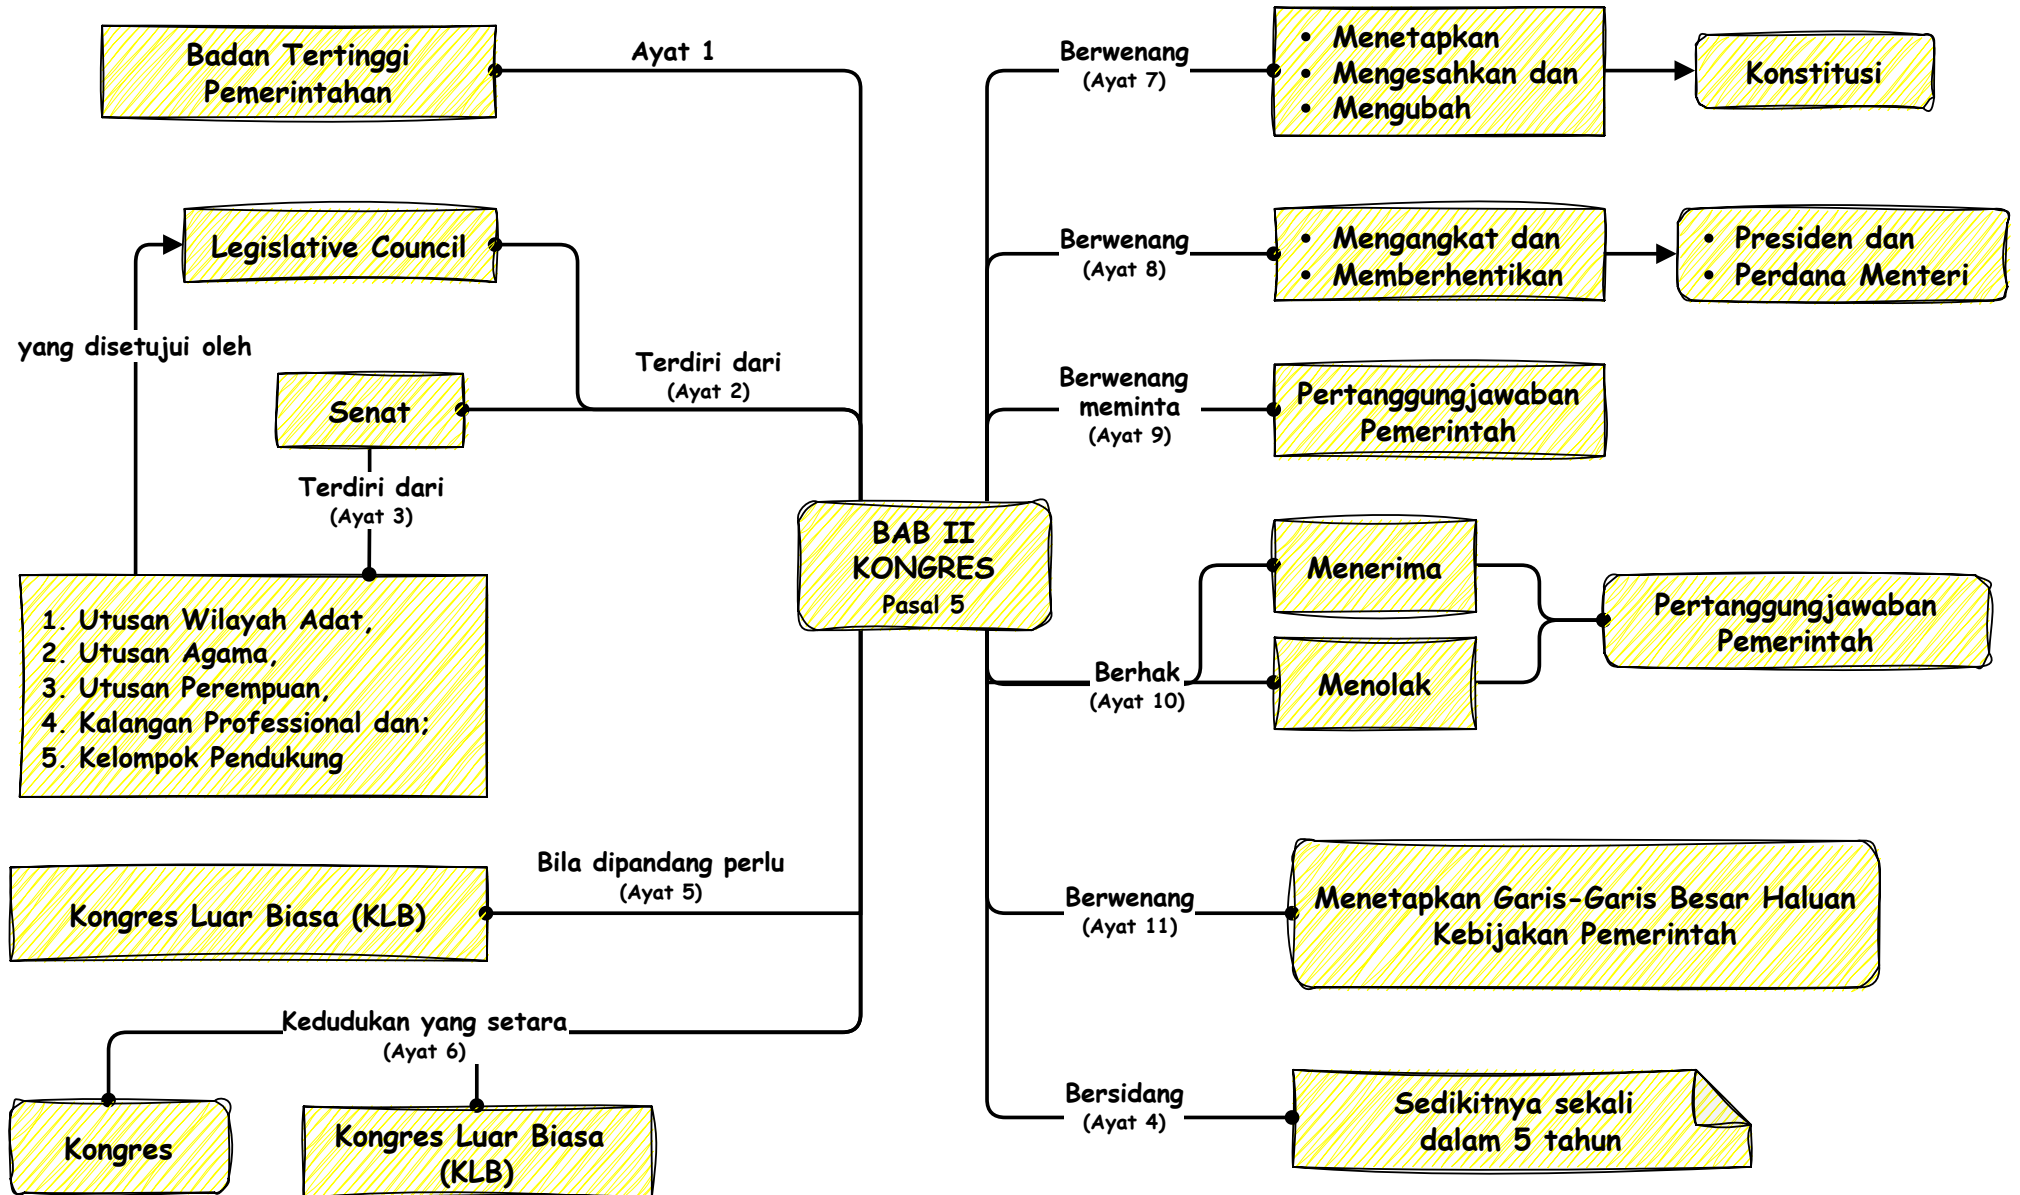 Badan Tertinggi
Pemerintahan
Ayat 1
Legislative Council
yang disetujui oleh
Senat
Terdiri dari
(Ayat 2)
Terdiri dari
(Ayat 3)
1. Utusan Wilayah Adat,
2. Utusan Agama,
3. Utusan Perempuan,
4. Kalangan Professional dan;
5. Kelompok Pendukung
Kongres Luar Biasa (KLB)
Bila dipandang perlu
(Ayat 5)
Kedudukan yang setara
(Ayat 6)
Kongres
Kongres Luar Biasa
(KLB)
BAB II
KONGRES
Pasal 5
Berwenang
(Ayat 7)
• Menetapkan
• Mengesahkan dan
• Mengubah
Konstitusi
Berwenang
(Ayat 8)
• Mengangkat dan
• Memberhentikan
• Presiden dan
• Perdana Menteri
Berwenang
meminta
(Ayat 9)
Pertanggungjawaban
Pemerintah
Berhak
(Ayat 10)
Menerima
Menolak
Pertanggungjawaban
Pemerintah
Berwenang
(Ayat 11)
Menetapkan Garis-Garis Besar Haluan
Kebijakan Pemerintah
Bersidang
(Ayat 4)
Sedikitnya sekali
dalam 5 tahun